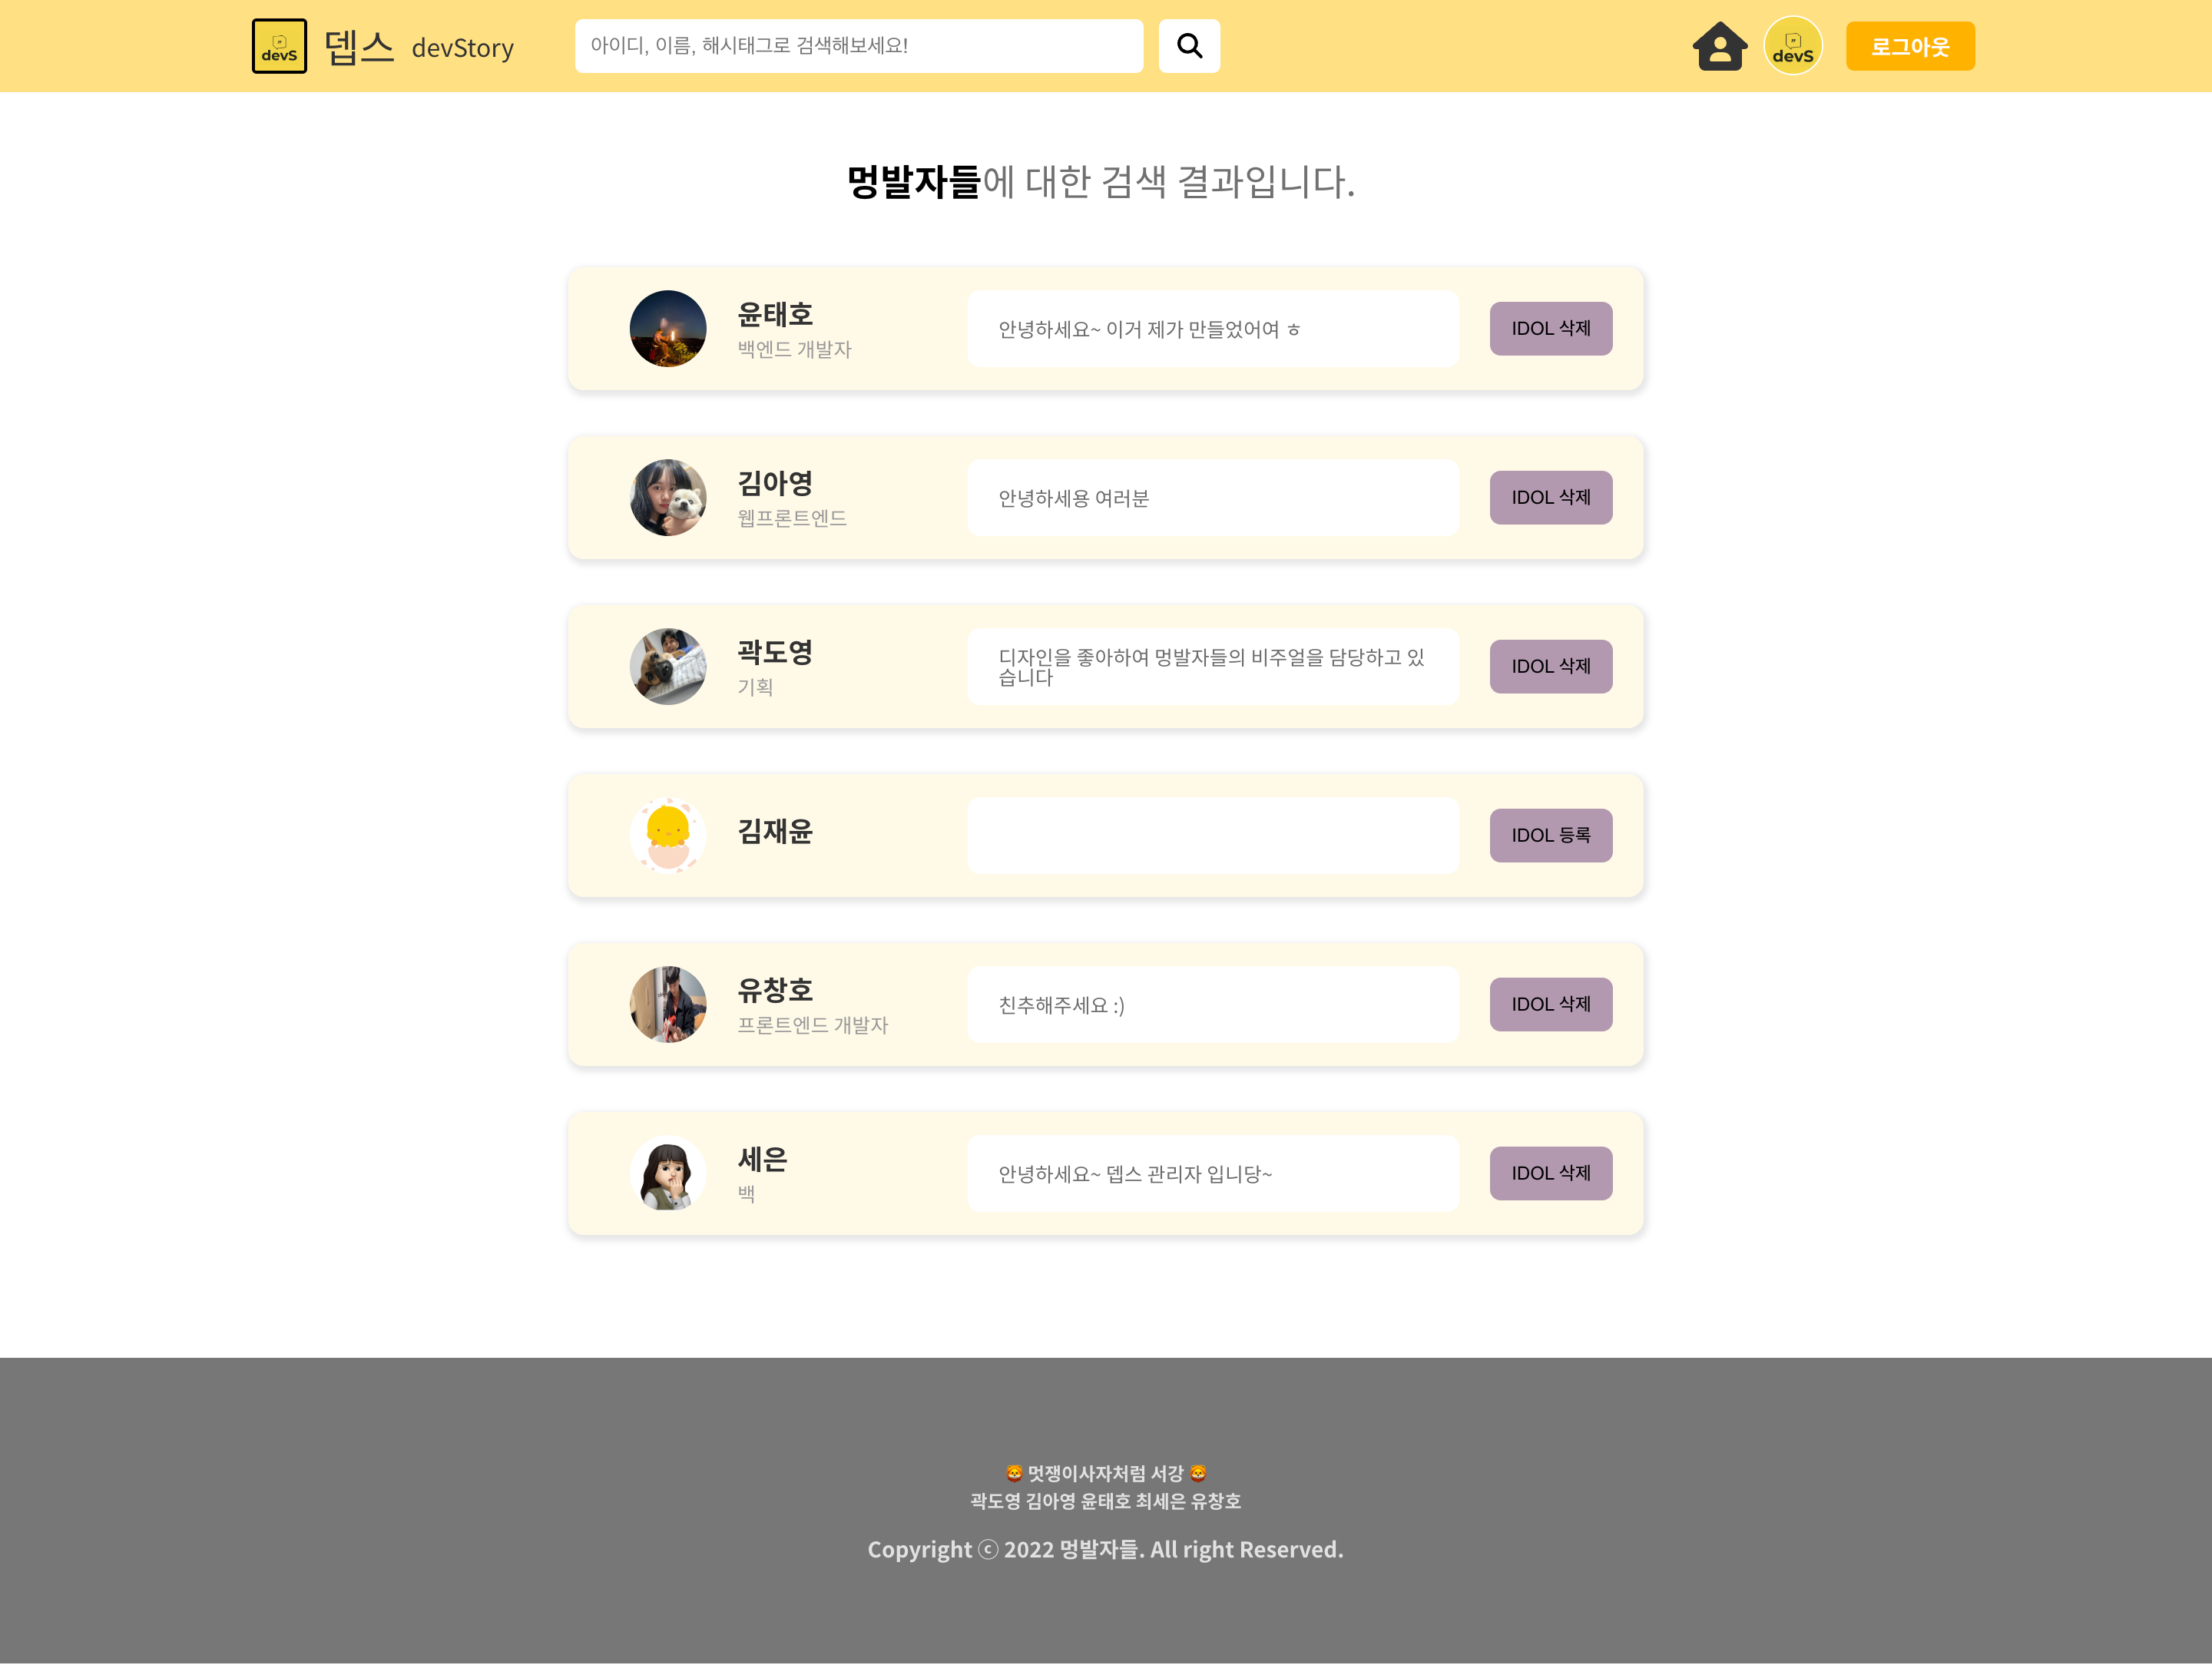 devS
뎁스 devStory
아이디, 이름, 해시태그로 검색해보세요!
devS
로그아웃
멍발자들에 대한 검색 결과입니다.
윤태호
백엔드 개발자
안녕하세요~ 이거 제가 만들었어여 ㅎ
IDOL 삭제
김아영
웹프론트엔드
안녕하세용 여러분
IDOL 삭제
곽도영
기획
디자인을 좋아하여 멍발자들의 비주얼을 담당하고 있
습니다
IDOL 삭제
김재윤
IDOL 등록
유창호
프론트엔드 개발자
친추해주세요 :)
IDOL 삭제
세은
백
안녕하세요~ 뎁스 관리자 입니당~
IDOL 삭제
🦁 멋쟁이사자처럼 서강 🦁
곽도영 김아영 윤태호 최세은 유창호
Copyright ⓒ 2022 멍발자들. All right Reserved.